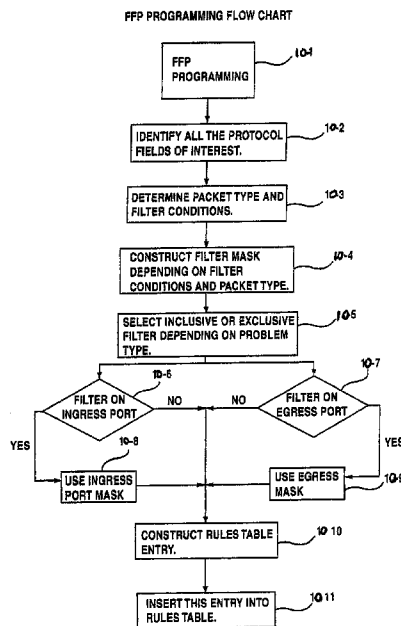 FFP PROGRAMMING FLOW CHART
FFP
PROGRAMMING
10-1
IDENTIFY ALL THE PROTOCOL
FIELDS OF INTEREST.
10-2
DETERMINE PACKET TYPE AND
FILTER CONDITIONS.
10-3
CONSTRUCT FILTER MASK
DEPENDING ON FILTER
CONDITIONS AND PACKET TYPE.
10-4
SELECT INCLUSIVE OR EXCLUSIVE
FILTER DEPENDING ON PROBLEM
TYPE.
10-5
FILTER ON
INGRESS PORT
10-6
NO
YES
FILTER ON
EGRESS PORT
10-7
NO
YES
USE INGRESS
PORT MASK
10-8
USE EGRESS
MASK
10-9
CONSTRUCT RULES TABLE
ENTRY.
10 10
INSERT THIS ENTRY INTO
RULES TABLE.
10 11